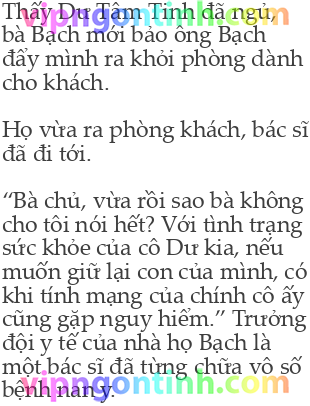 Thấy Dư Tâm Tinh đã ngủ,
bà Bạch mới bảo ông Bạch
đẩy mình ra khỏi phòng dành
cho khách.
Họ vừa ra phòng khách, bác sĩ
đã đi tới.
“Bà chủ, vừa rồi sao bà không
cho tôi nói hết? Với tình trạng
sức khỏe của cô Dư kia, nếu
muốn giữ lại con của mình, có
khi tính mạng của chính cô ấy
cũng gặp nguy hiểm.” Trưởng
đội y tế của nhà họ Bạch là
một bác sĩ đã từng chữa vô số
bệnh nan y.
vipngontinh.com
vipngontinh.com